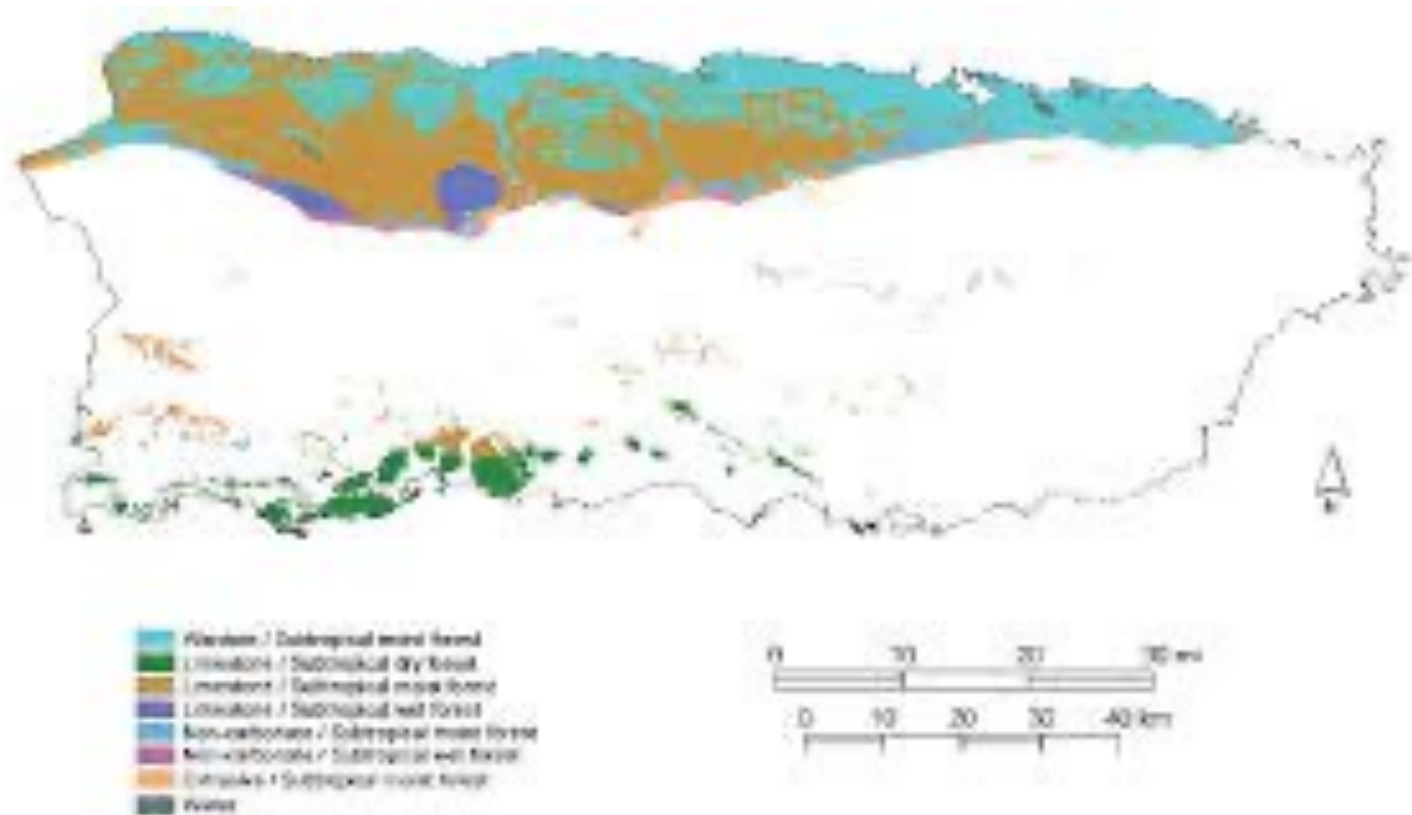 Alluvium / Subtropical moist forest
Limestone / Subtropical dry forest
Limestone / Subtropical moist forest
Limestone / Subtropical wet forest
Non-carbonate / Subtropical moist forest
Non-carbonate / Subtropical wet forest
Extrusive / Subtropical moist forest
Water
0 10 20 30 mi
0 10 20 30 40 km